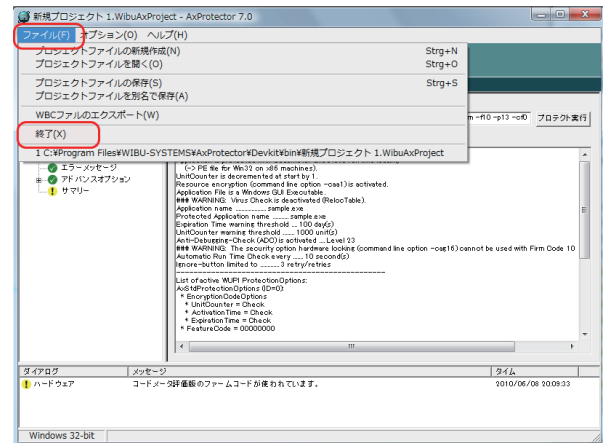 新規プロジェクト 1.WibuAxProject - AxProtector 7.0
ファイル(F) オプション(O) ヘルプ(H)
プロジェクトファイルの新規作成(N) Strg+N
プロジェクトファイルを開く(O) Strg+O
プロジェクトファイルの保存(S) Strg+S
プロジェクトファイルを別名で保存(A)
WBCファルのエクスポート(W)
m -f10 -p13 -cf0 プロテクト実行
終了(X)
1 C:¥Program Files¥WIBU-SYSTEMS¥AxProtector¥Devkit¥bin¥新規プロジェクト 1.WibuAxProject
エラーメッセージ
アドバンスオプション
サマリー
(-> PE file for Win32 on x86 machines).
UnitCounter is decremented at start by 1.
Resource encryption (command line option -caa1) is activated.
Application File is a Windows GUI Executable.
### WARNING: Virus Check is deactivated (RelocTable).
Application name ............... sample.exe
Protected Application name ....... sample.exe
Expiration Time warning threshold .... 100 day(s)
UnitCounter warning threshold ..... 1000 unit(s)
Anti-Debugging-Check (ADC) is activated ... Level 23
### WARNING: The security option hardware locking (command line option -cag16) cannot be used with Firm Code 10
Automatic Run Time Check every ..... 10 second(s)
Ignore-button limited to .......... 3 retry/retries
List of active WUPI ProtectionOptions:
AxStdProtectionOptions (ID=0):
* EncryptionCodeOptions
* UnitCounter = Check
* ActivationTime = Check
* ExpirationTime = Check
* FeatureCode = 00000000
ダイアログ メッセージ タイム
ハードウェア コードメータ評価版のファームコードが使われています。 2010/06/08 20:09:33
Windows 32-bit